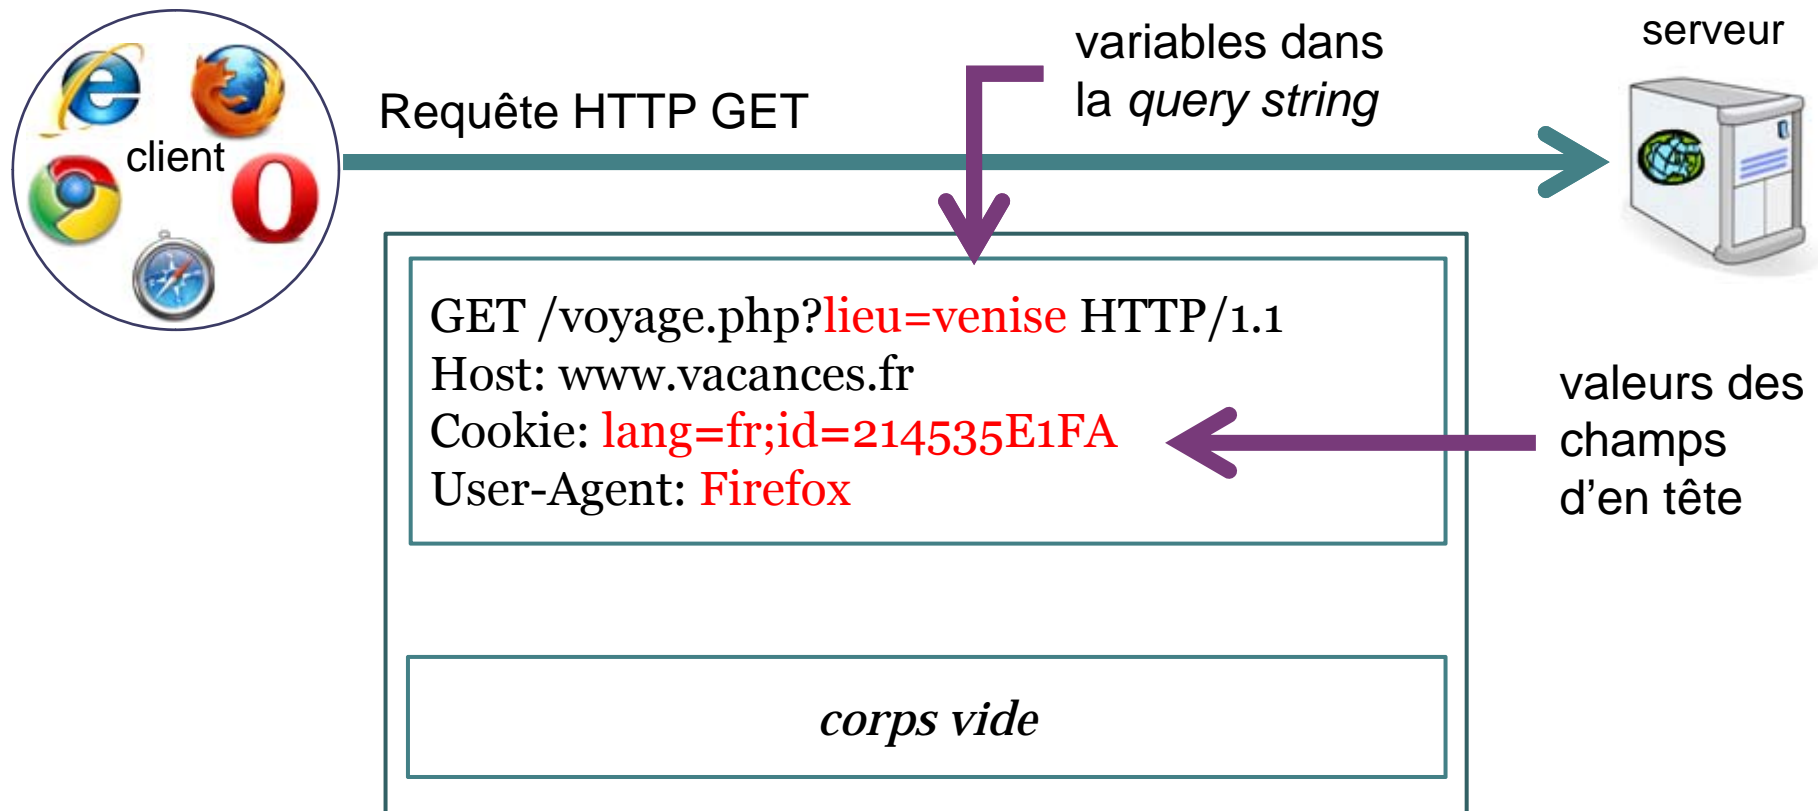 client
Requête HTTP GET
variables dans
la query string
serveur
GET /voyage.php?lieu=venise HTTP/1.1
Host: www.vacances.fr
Cookie: lang=fr;id=214535E1FA
User-Agent: Firefox
valeurs des
champs
d’en tête
corps vide